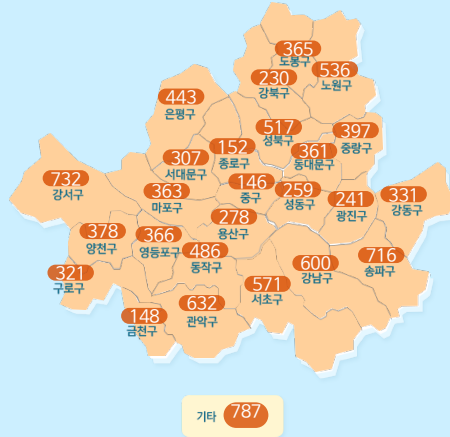 365
도봉구
536
노원구
230
강북구
443
은평구
517
성북구
397
중랑구
152
종로구
361
동대문구
307
서대문구
732
강서구
363
마포구
146
중구
259
성동구
241
광진구
331
강동구
278
용산구
378
양천구
366
영등포구
486
동작구
600
강남구
716
송파구
321
구로구
571
서초구
632
관악구
148
금천구
기타 787